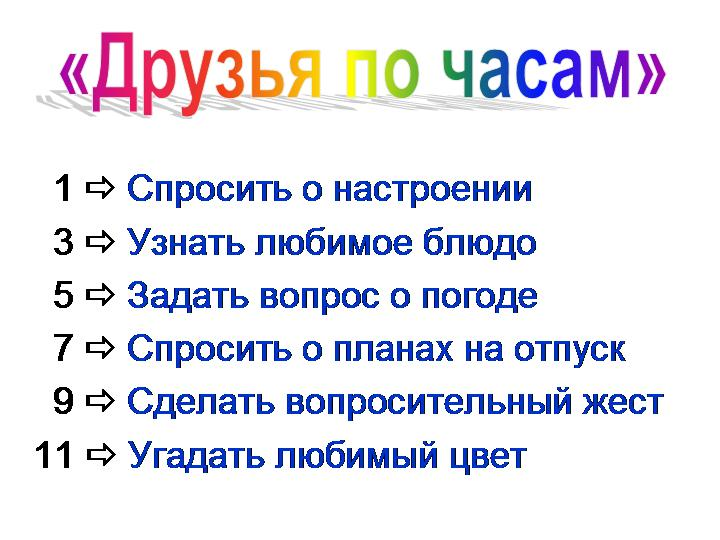 «Друзья по часам»
1 ⇨ Спросить о настроении
3 ⇨ Узнать любимое блюдо
5 ⇨ Задать вопрос о погоде
7 ⇨ Спросить о планах на отпуск
9 ⇨ Сделать вопросительный жест
11 ⇨ Угадать любимый цвет